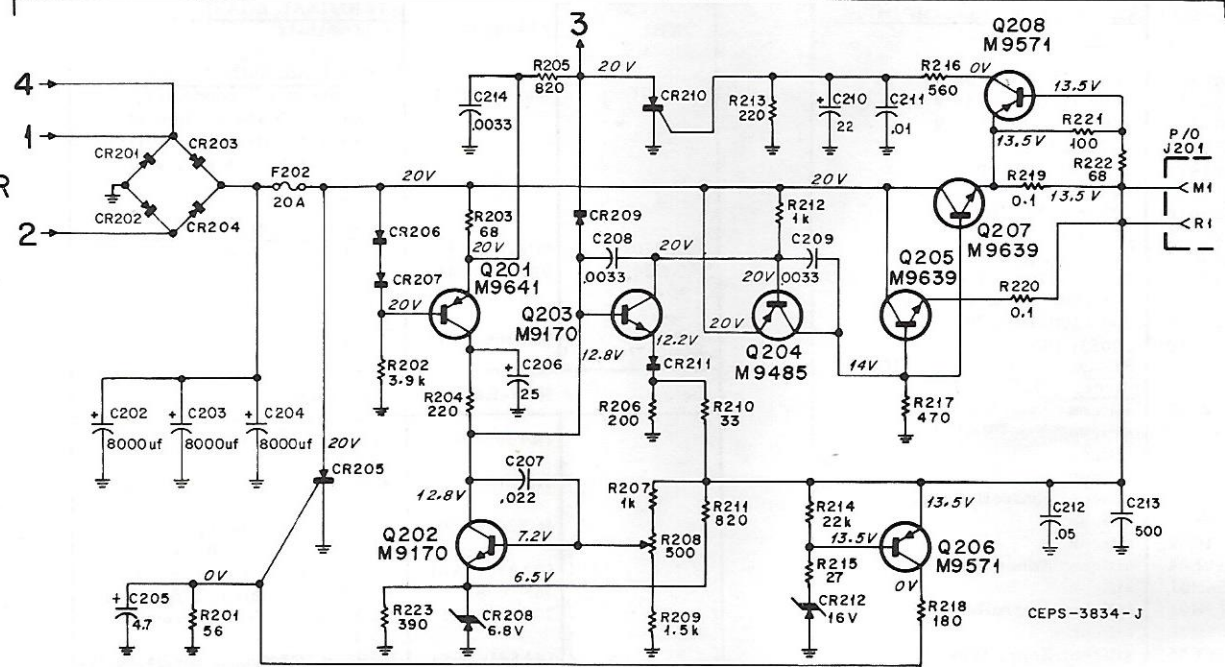 3
Q208
M9571
4
1
2
R
CR201
CR203
CR202
CR204
F202
20A
C214
.0033
R205
820
20V
CR210
R213
220
+
C210
22
C211
.01
R216
560
0V
13.5V
R221
100
13.5V
R222
68
P/O
J201
M1
R1
20V
R203
68
20V
CR206
CR207
20V
Q201
M9641
CR209
C208
.0033
20V
R212
1k
20V
C209
.0033
20V
R219
0.1
13.5V
Q207
M9639
Q205
M9639
R220
0.1
Q203
M9170
12.8V
12.2V
CR211
20V
Q204
M9485
14V
R217
470
R202
3.9k
+
C206
25
R204
220
R206
200
R210
33
+
C202
8000uf
+
C203
8000uf
+
C204
8000uf
20V
CR205
12.8V
C207
.022
Q202
M9170
7.2V
6.5V
R207
1k
R208
500
R209
1.5k
R211
820
R214
22k
13.5V
R215
27
CR212
16V
13.5V
Q206
M9571
0V
R218
180
C212
.05
C213
500
+
C205
4.7
0V
R201
56
R223
390
CR208
6.8V
CEPS-3834-J